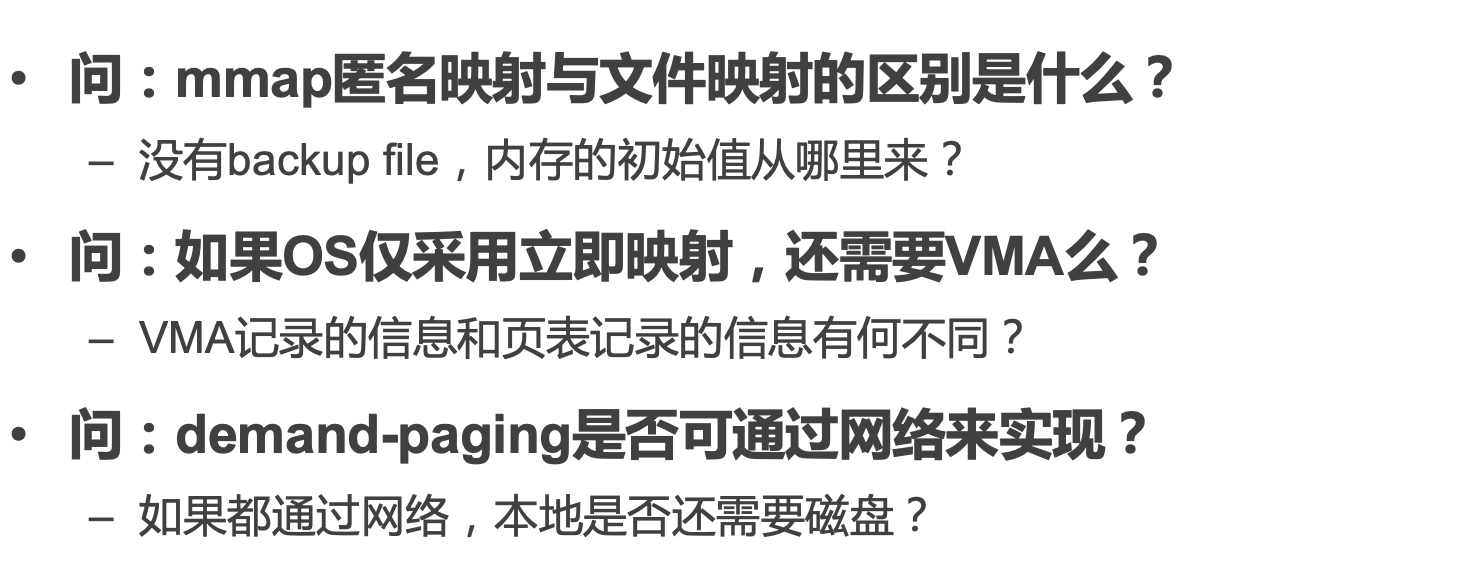 • 问：mmap匿名映射与文件映射的区别是什么？
– 没有backup file，内存的初始值从哪里来？
• 问：如果OS仅采用立即映射，还需要VMA么？
– VMA记录的信息和页表记录的信息有何不同？
• 问：demand-paging是否可通过网络来实现？
– 如果都通过网络，本地是否还需要磁盘？